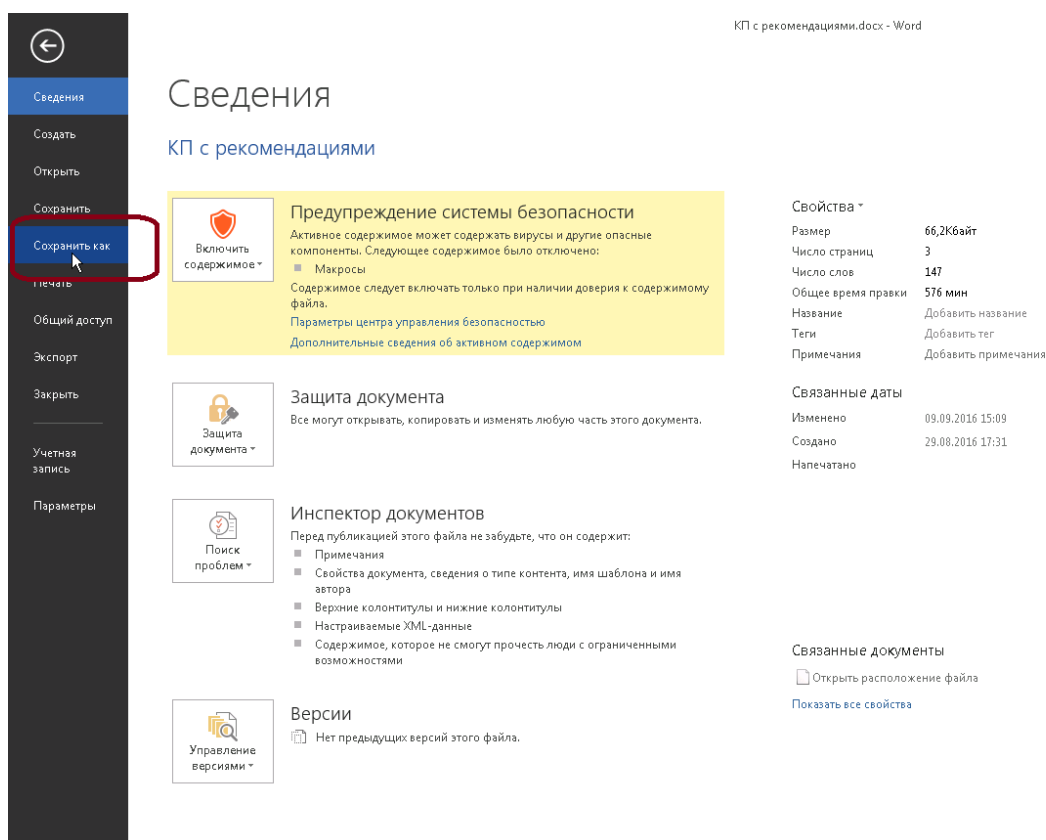 КП с рекомендациями.docx - Word
Сведения
Создать
Открыть
Сохранить
Сохранить как
Печать
Общий доступ
Экспорт
Закрыть
Учетная
запись
Параметры
Сведения
КП с рекомендациями
Включить
содержимое
Предупреждение системы безопасности
Активное содержимое может содержать вирусы и другие опасные
компоненты. Следующее содержимое было отключено:
Макросы
Содержимое следует включать только при наличии доверия к содержимому
файла.
Параметры центра управления безопасностью
Дополнительные сведения об активном содержимом
Защита
документа
Защита документа
Все могут открывать, копировать и изменять любую часть этого документа.
Поиск
проблем
Инспектор документов
Перед публикацией этого файла не забудьте, что он содержит:
Примечания
Свойства документа, сведения о типе контента, имя шаблона и имя
автора
Верхние колонтитулы и нижние колонтитулы
Настраиваемые XML-данные
Содержимое, которое не смогут прочесть люди с ограниченными
возможностями
Управление
версиями
Версии
Нет предыдущих версий этого файла.
Свойства
Размер 66,2Кбайт
Число страниц 3
Число слов 147
Общее время правки 576 мин
Название Добавить название
Теги Добавить тег
Примечания Добавить примечания
Связанные даты
Изменено 09.09.2016 15:09
Создано 29.08.2016 17:31
Напечатано
Связанные документы
Открыть расположение файла
Показать все свойства